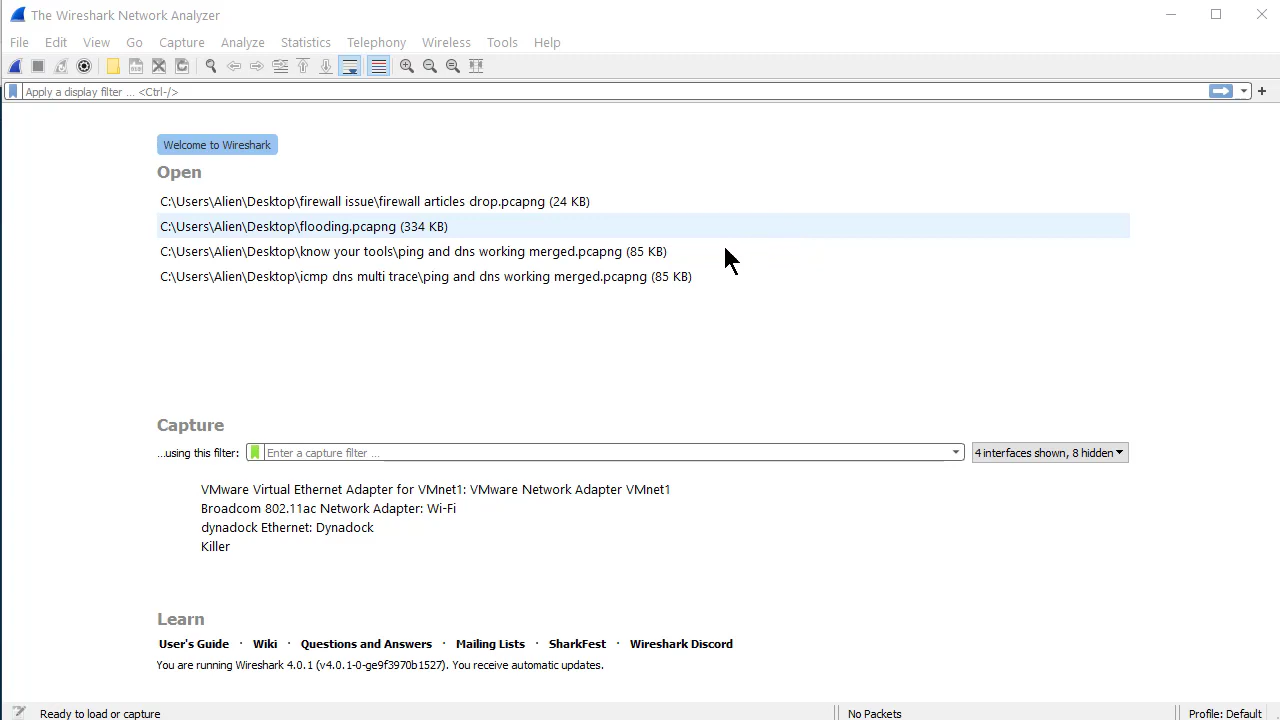 The Wireshark Network Analyzer
File Edit View Go Capture Analyze Statistics Telephony Wireless Tools Help
Apply a display filter ... <Ctrl-/>
Welcome to Wireshark
Open
C:\Users\Alien\Desktop\firewall issue\firewall articles drop.pcapng (24 KB)
C:\Users\Alien\Desktop\flooding.pcapng (334 KB)
C:\Users\Alien\Desktop\know your tools\ping and dns working merged.pcapng (85 KB)
C:\Users\Alien\Desktop\icmp dns multi trace\ping and dns working merged.pcapng (85 KB)
Capture
...using this filter: Enter a capture filter ... 4 interfaces shown, 8 hidden
VMware Virtual Ethernet Adapter for VMnet1: VMware Network Adapter VMnet1
Broadcom 802.11ac Network Adapter: Wi-Fi
dynadock Ethernet: Dynadock
Killer
Learn
User's Guide · Wiki · Questions and Answers · Mailing Lists · SharkFest · Wireshark Discord
You are running Wireshark 4.0.1 (v4.0.1-0-ge9f3970b1527). You receive automatic updates.
Ready to load or capture No Packets Profile: Default